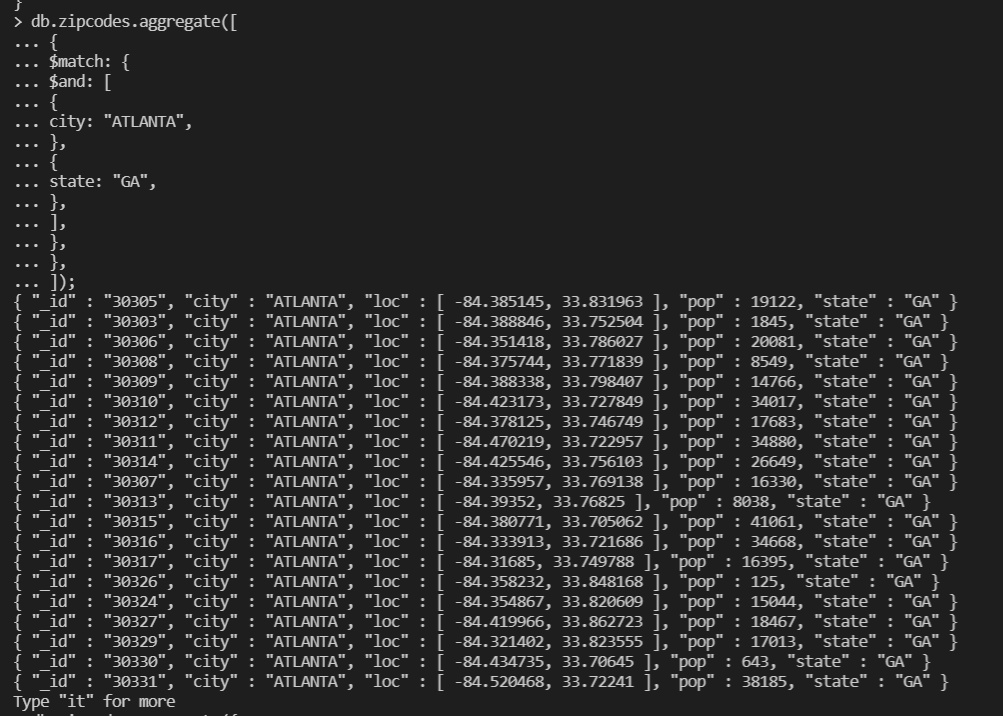 }
> db.zipcodes.aggregate([
... {
... $match: {
... $and: [
... {
... city: "ATLANTA",
... },
... {
... state: "GA",
... },
... ],
... },
... },
... ]);
{ "_id" : "30305", "city" : "ATLANTA", "loc" : [ -84.385145, 33.831963 ], "pop" : 19122, "state" : "GA" }
{ "_id" : "30303", "city" : "ATLANTA", "loc" : [ -84.388846, 33.752504 ], "pop" : 1845, "state" : "GA" }
{ "_id" : "30306", "city" : "ATLANTA", "loc" : [ -84.351418, 33.786027 ], "pop" : 20081, "state" : "GA" }
{ "_id" : "30308", "city" : "ATLANTA", "loc" : [ -84.375744, 33.771839 ], "pop" : 8549, "state" : "GA" }
{ "_id" : "30309", "city" : "ATLANTA", "loc" : [ -84.388338, 33.798407 ], "pop" : 14766, "state" : "GA" }
{ "_id" : "30310", "city" : "ATLANTA", "loc" : [ -84.423173, 33.727849 ], "pop" : 34017, "state" : "GA" }
{ "_id" : "30312", "city" : "ATLANTA", "loc" : [ -84.378125, 33.746749 ], "pop" : 17683, "state" : "GA" }
{ "_id" : "30311", "city" : "ATLANTA", "loc" : [ -84.470219, 33.722957 ], "pop" : 34880, "state" : "GA" }
{ "_id" : "30314", "city" : "ATLANTA", "loc" : [ -84.425546, 33.756103 ], "pop" : 26649, "state" : "GA" }
{ "_id" : "30307", "city" : "ATLANTA", "loc" : [ -84.335957, 33.769138 ], "pop" : 16330, "state" : "GA" }
{ "_id" : "30313", "city" : "ATLANTA", "loc" : [ -84.39352, 33.76825 ], "pop" : 8038, "state" : "GA" }
{ "_id" : "30315", "city" : "ATLANTA", "loc" : [ -84.380771, 33.705062 ], "pop" : 41061, "state" : "GA" }
{ "_id" : "30316", "city" : "ATLANTA", "loc" : [ -84.333913, 33.721686 ], "pop" : 34668, "state" : "GA" }
{ "_id" : "30317", "city" : "ATLANTA", "loc" : [ -84.31685, 33.749788 ], "pop" : 16395, "state" : "GA" }
{ "_id" : "30326", "city" : "ATLANTA", "loc" : [ -84.358232, 33.848168 ], "pop" : 125, "state" : "GA" }
{ "_id" : "30324", "city" : "ATLANTA", "loc" : [ -84.354867, 33.820609 ], "pop" : 15044, "state" : "GA" }
{ "_id" : "30327", "city" : "ATLANTA", "loc" : [ -84.419966, 33.862723 ], "pop" : 18467, "state" : "GA" }
{ "_id" : "30329", "city" : "ATLANTA", "loc" : [ -84.321402, 33.823555 ], "pop" : 17013, "state" : "GA" }
{ "_id" : "30330", "city" : "ATLANTA", "loc" : [ -84.434735, 33.70645 ], "pop" : 643, "state" : "GA" }
{ "_id" : "30331", "city" : "ATLANTA", "loc" : [ -84.520468, 33.72241 ], "pop" : 38185, "state" : "GA" }
Type "it" for more